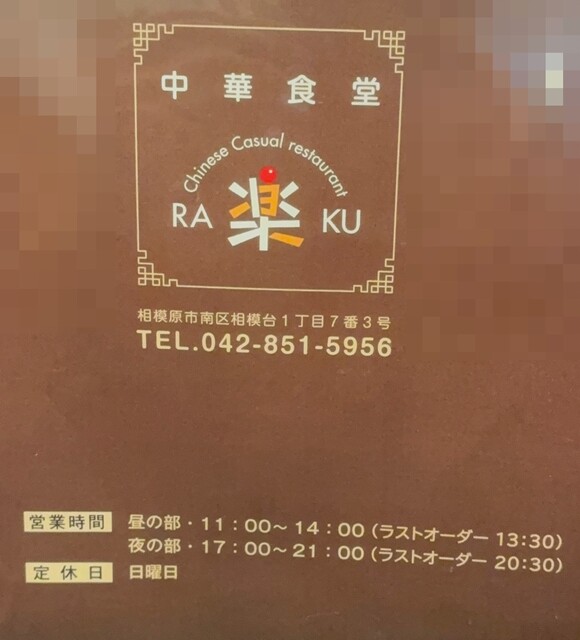 中華食堂
Chinese Casual restaurant
RA 楽 KU
相模原市南区相模台1丁目7番3号
TEL.042-851-5956
営業時間 昼の部・11：00～14：00（ラストオーダー 13:30）
夜の部・17：00～21：00（ラストオーダー 20:30）
定休日 日曜日